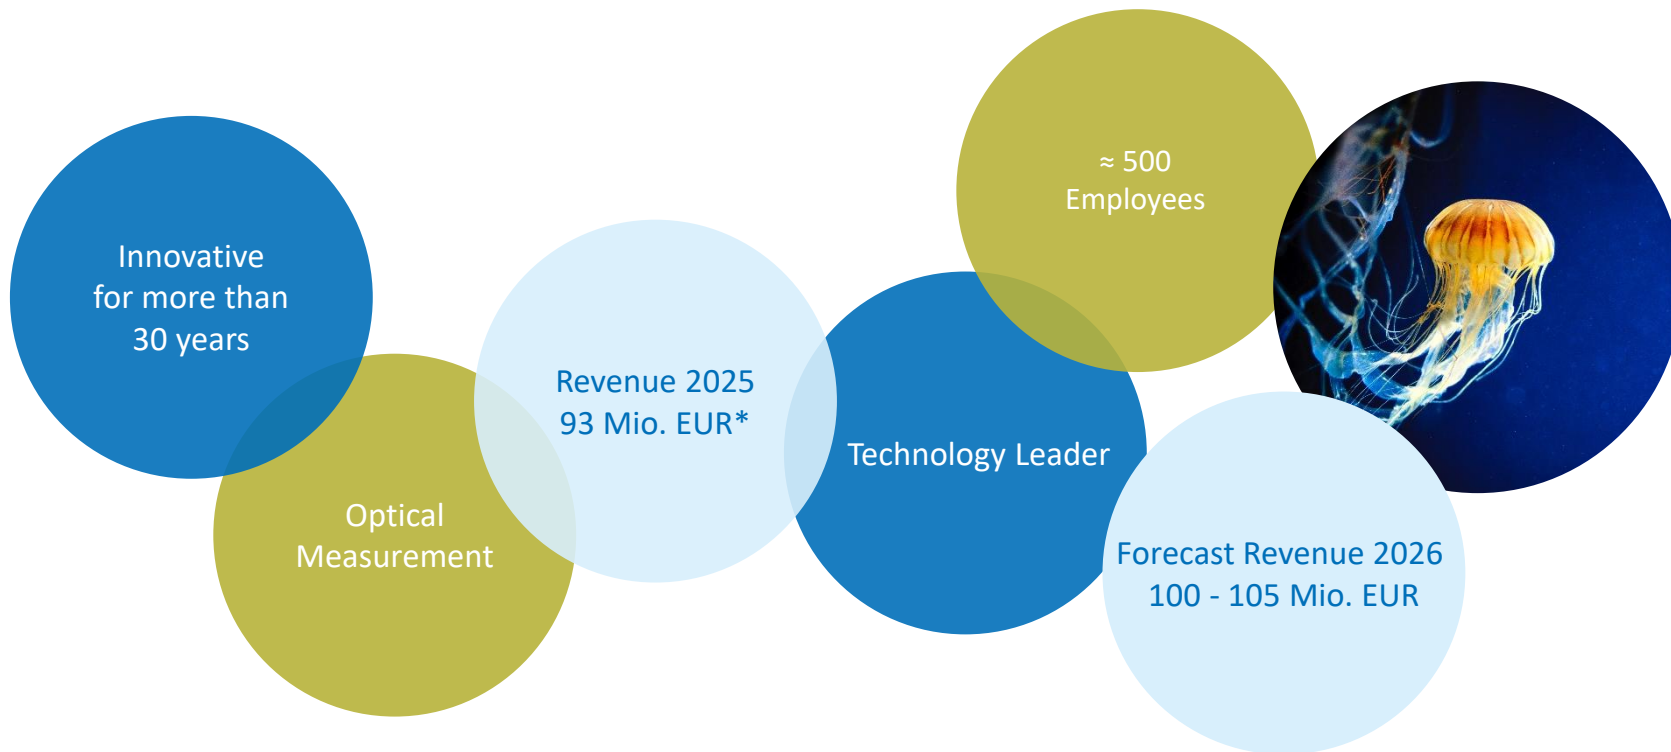 Innovative
for more than
30 years
Optical
Measurement
Revenue 2025
93 Mio. EUR*
Technology Leader
≈ 500
Employees
Forecast Revenue 2026
100 - 105 Mio. EUR